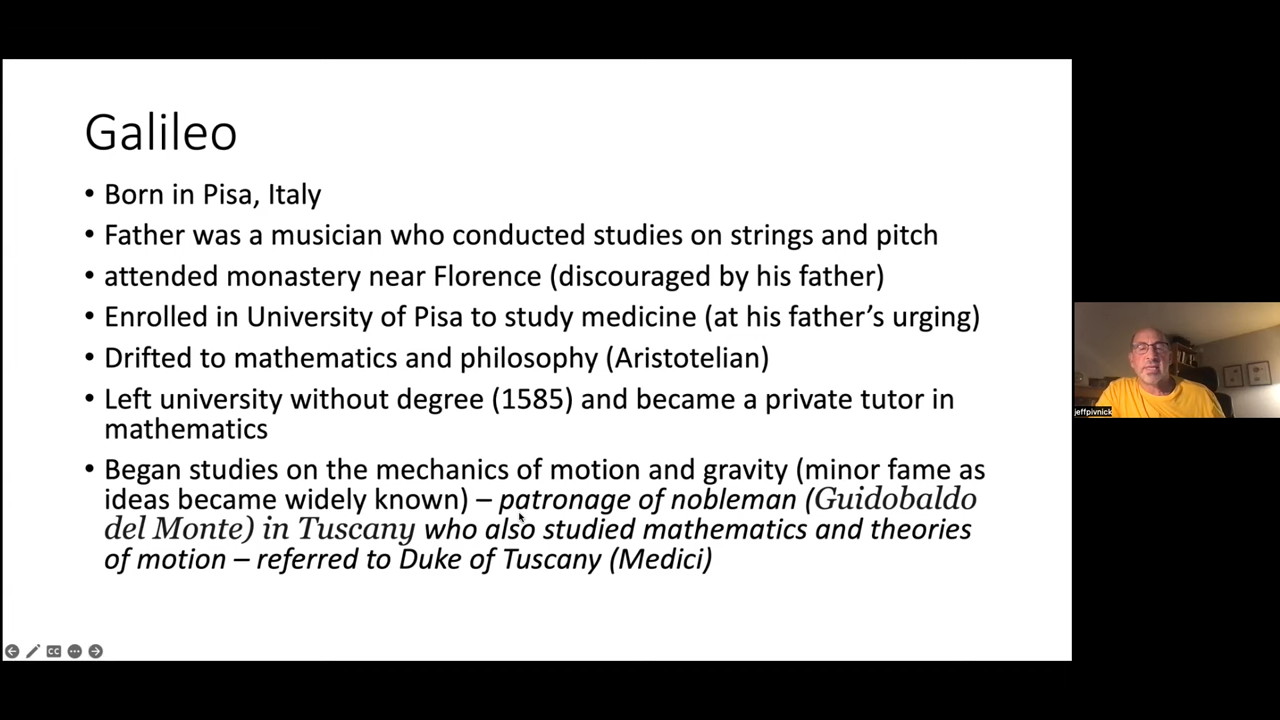 Galileo
• Born in Pisa, Italy
• Father was a musician who conducted studies on strings and pitch
• attended monastery near Florence (discouraged by his father)
• Enrolled in University of Pisa to study medicine (at his father’s urging)
• Drifted to mathematics and philosophy (Aristotelian)
• Left university without degree (1585) and became a private tutor in
mathematics
• Began studies on the mechanics of motion and gravity (minor fame as
ideas became widely known) – patronage of nobleman (Guidobaldo
del Monte) in Tuscany who also studied mathematics and theories
of motion – referred to Duke of Tuscany (Medici)
CC
jeffpivnick